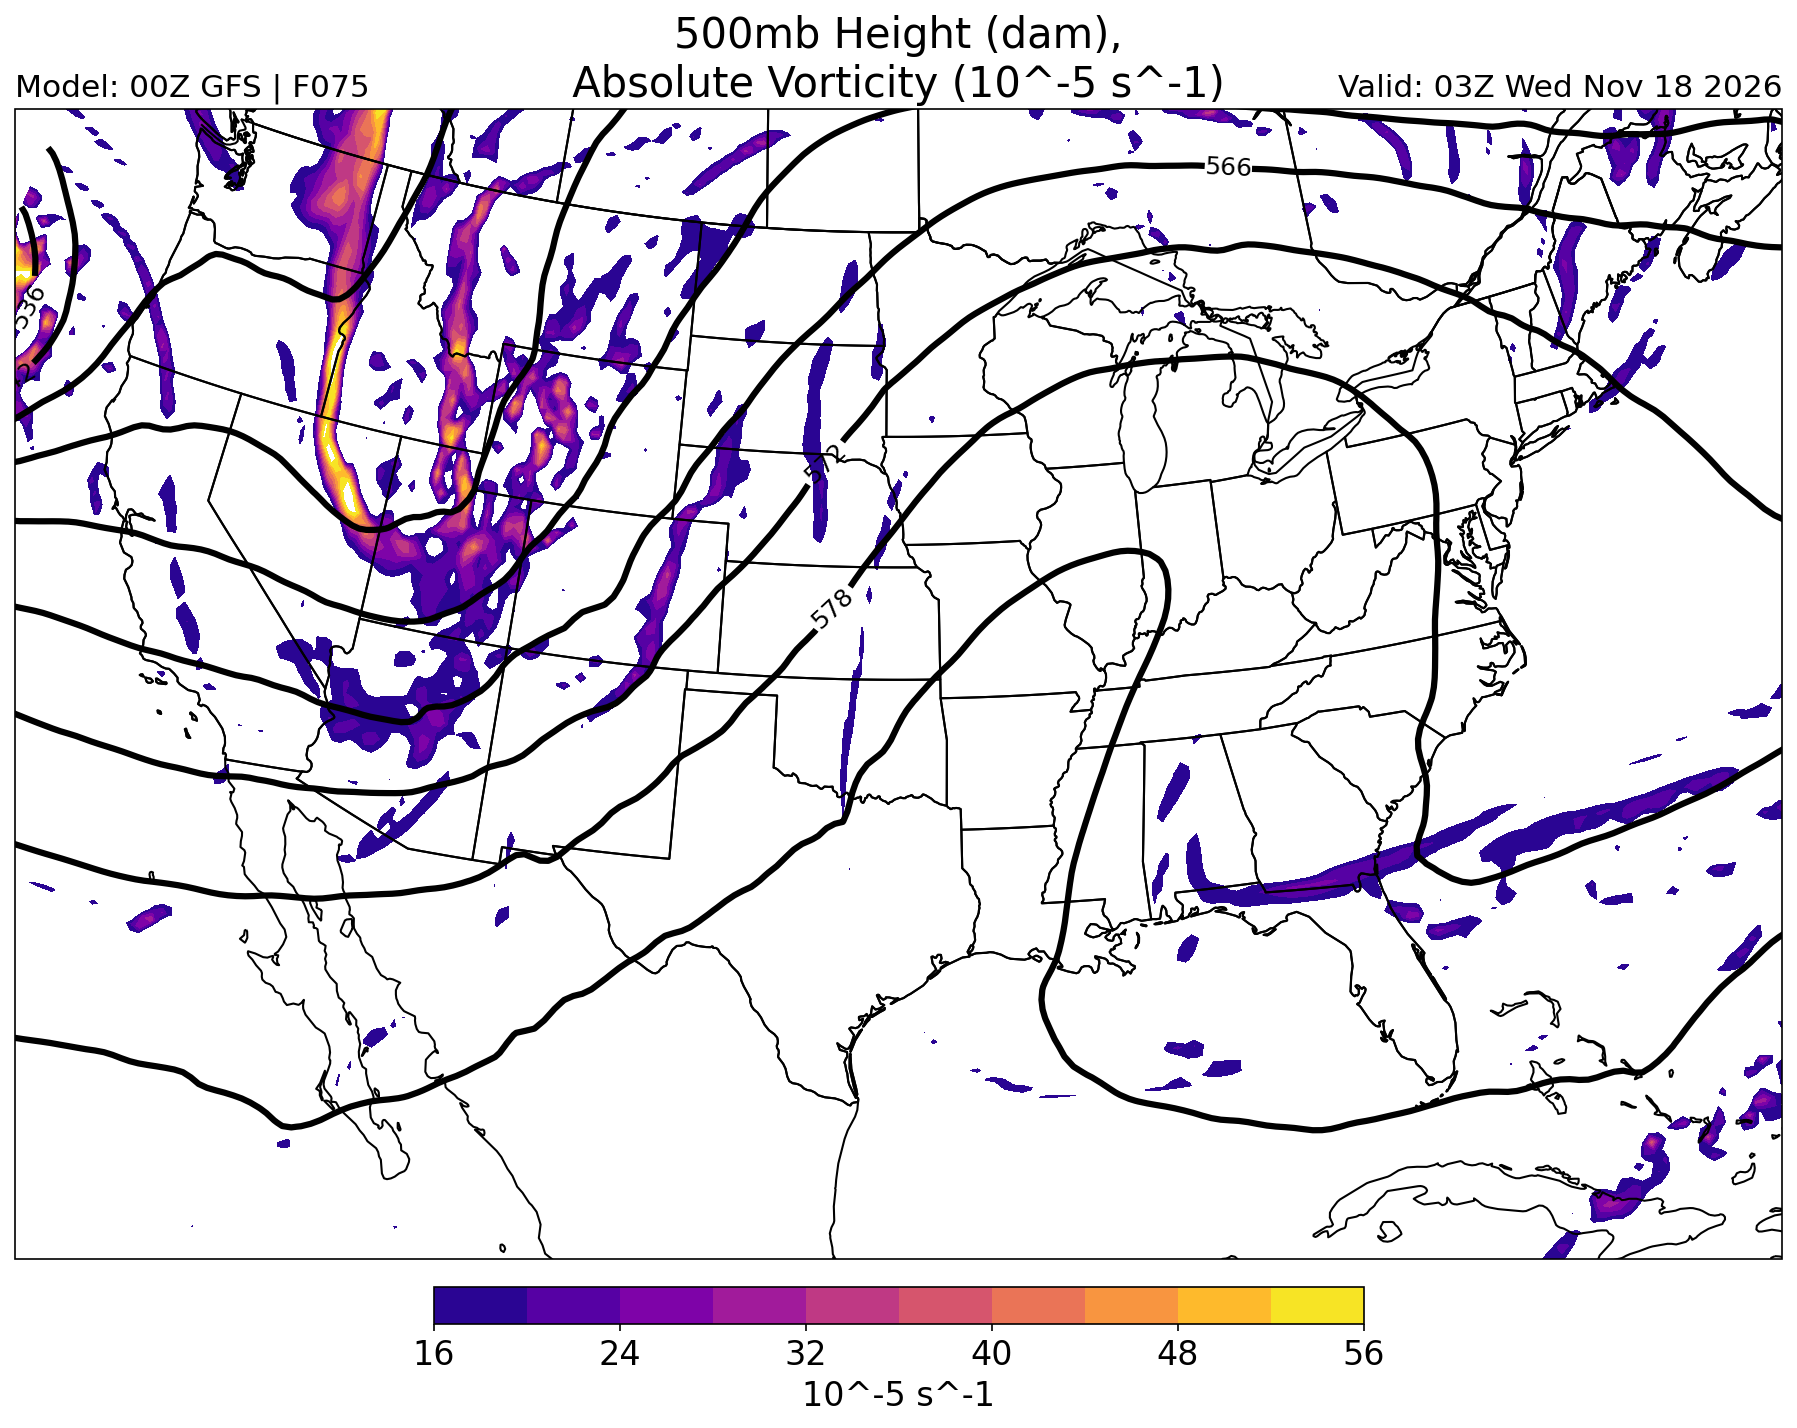 500mb Height (dam),
Absolute Vorticity (10^-5 s^-1)
Model: 00Z GFS | F075
Valid: 03Z Wed Nov 18 2026
566
536
572
578
16 24 32 40 48 56
10^-5 s^-1